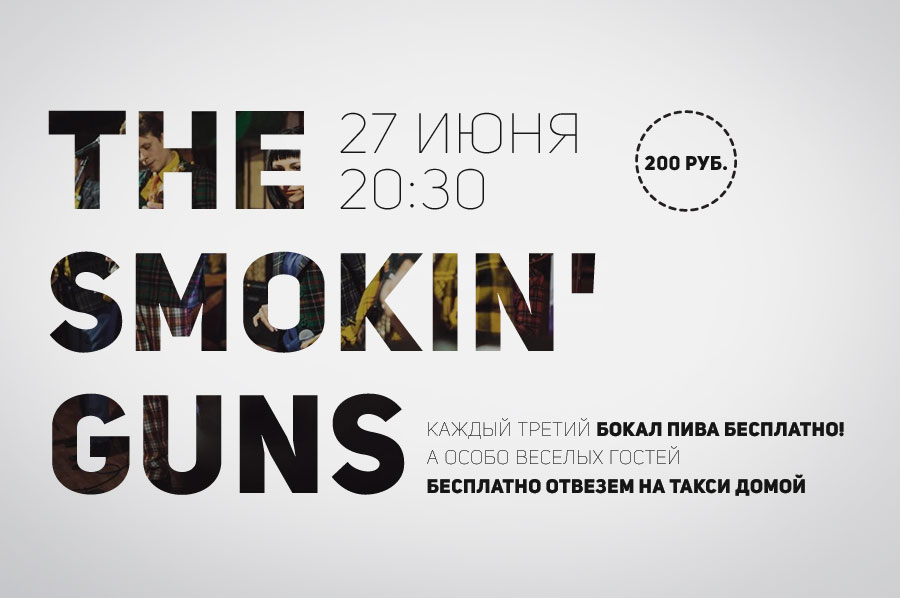 THE
27 ИЮНЯ
20:30
200 РУБ.
SMOKIN'
GUNS
КАЖДЫЙ ТРЕТИЙ БОКАЛ ПИВА БЕСПЛАТНО!
А ОСОБО ВЕСЕЛЫХ ГОСТЕЙ
БЕСПЛАТНО ОТВЕЗЕМ НА ТАКСИ ДОМОЙ